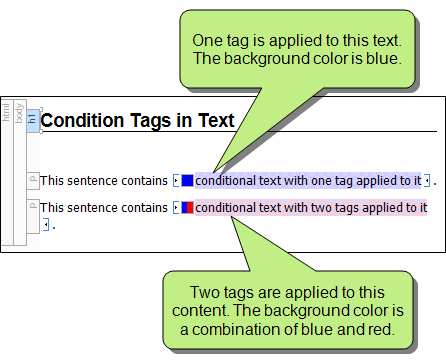 One tag is applied to this text.
The background color is blue.
html
body
h1
Condition Tags in Text
p
This sentence contains conditional text with one tag applied to it .
p
This sentence contains conditional text with two tags applied to it
.
Two tags are applied to this
content. The background color is
a combination of blue and red.